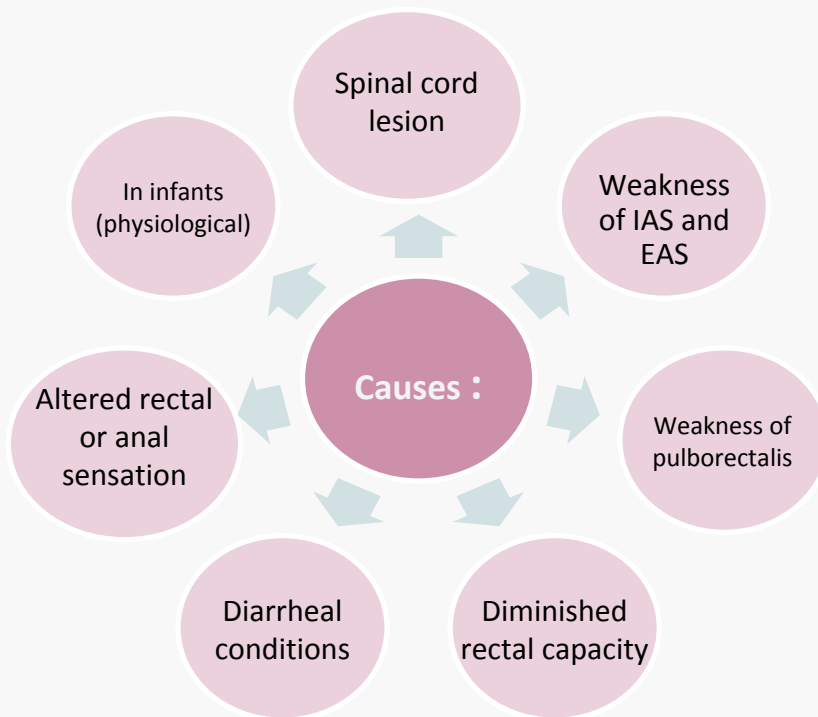 Causes :
Spinal cord
lesion
Weakness
of IAS and
EAS
Weakness of
pulborectalis
Diminished
rectal capacity
Diarrheal
conditions
Altered rectal
or anal
sensation
In infants
(physiological)